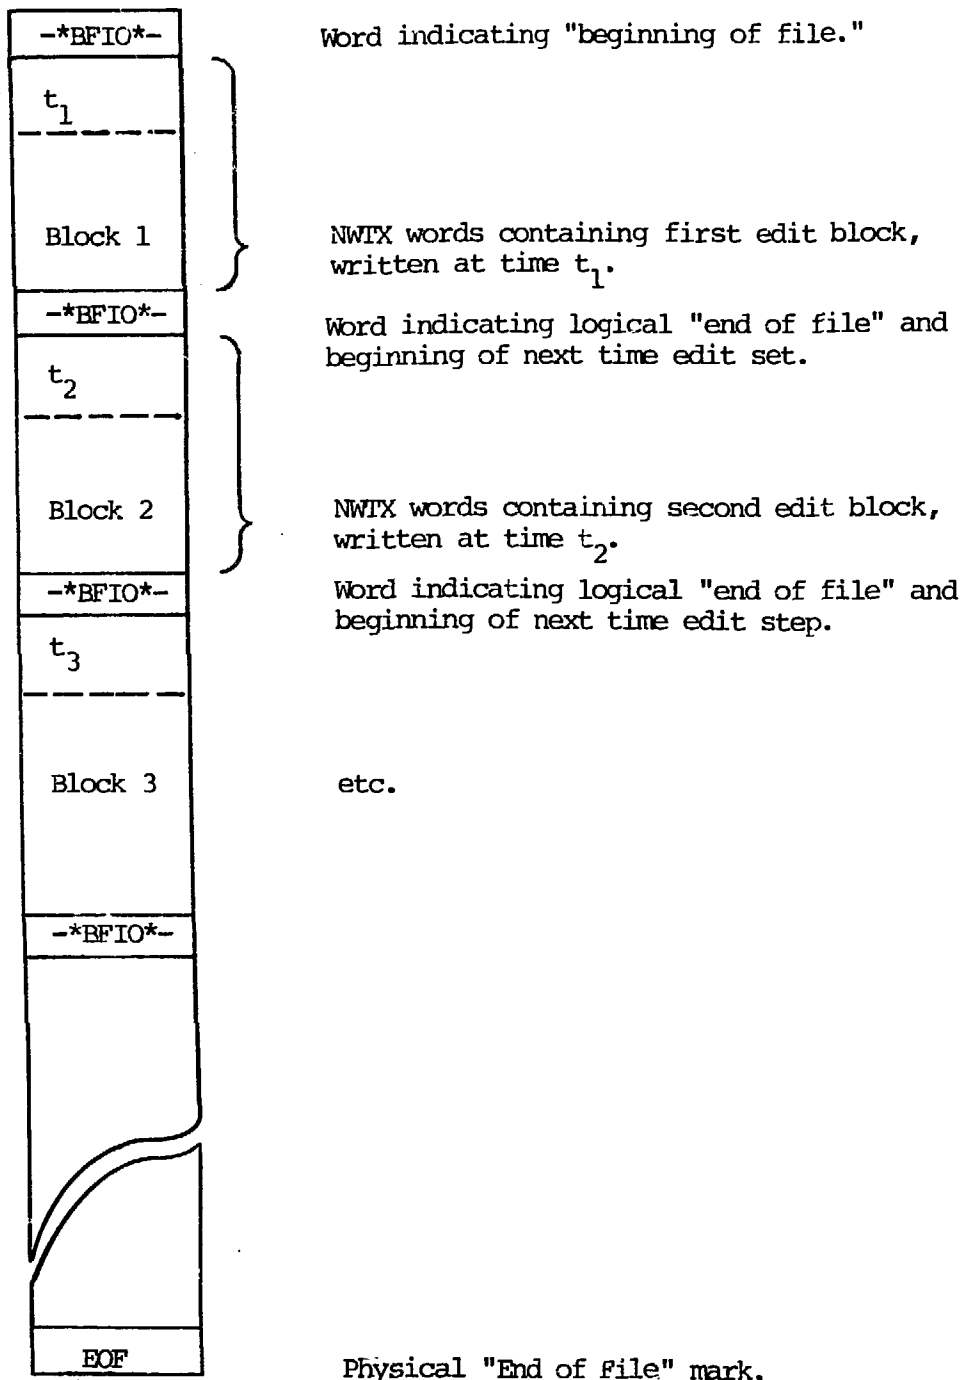 -*BFIO*-
Word indicating "beginning of file."
t1
Block 1
NWTX words containing first edit block,
written at time t1.
-*BFIO*-
Word indicating logical "end of file" and
beginning of next time edit set.
t2
Block 2
NWTX words containing second edit block,
written at time t2.
-*BFIO*-
Word indicating logical "end of file" and
beginning of next time edit step.
t3
Block 3
etc.
-*BFIO*-
EOF
Physical "End of File" mark.